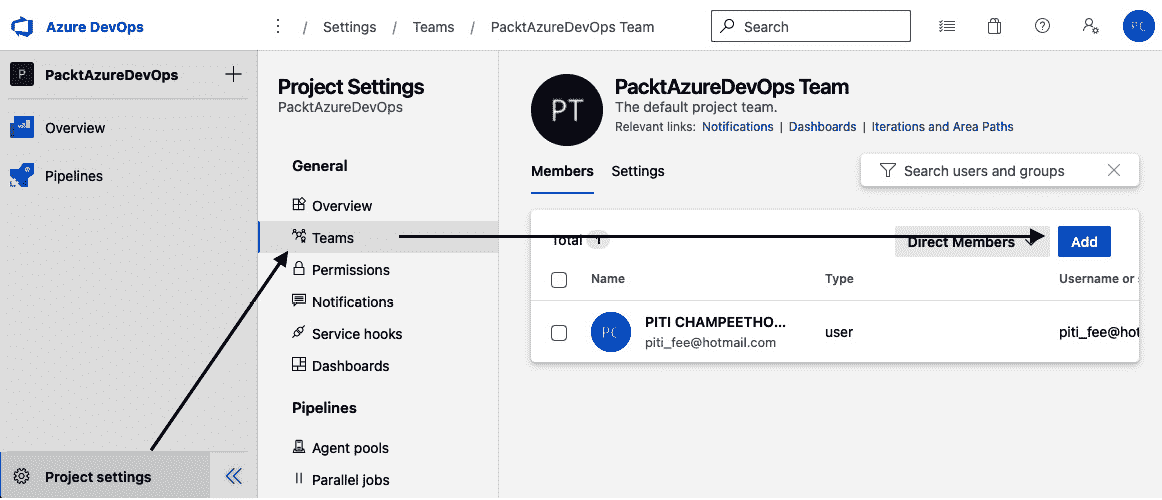 Azure DevOps
/ Settings / Teams / PacktAzureDevOps Team
Search
PC
P PacktAzureDevOps
Overview
Pipelines
Project settings
Project Settings
PacktAzureDevOps
General
Overview
Teams
Permissions
Notifications
Service hooks
Dashboards
Pipelines
Agent pools
Parallel jobs
PT
PacktAzureDevOps Team
The default project team.
Relevant links: Notifications | Dashboards | Iterations and Area Paths
Members Settings
Search users and groups
Total 1 Direct Members Add
Name Type Username or
PC PITI CHAMPEETHO... user piti_fee@hot
piti_fee@hotmail.com